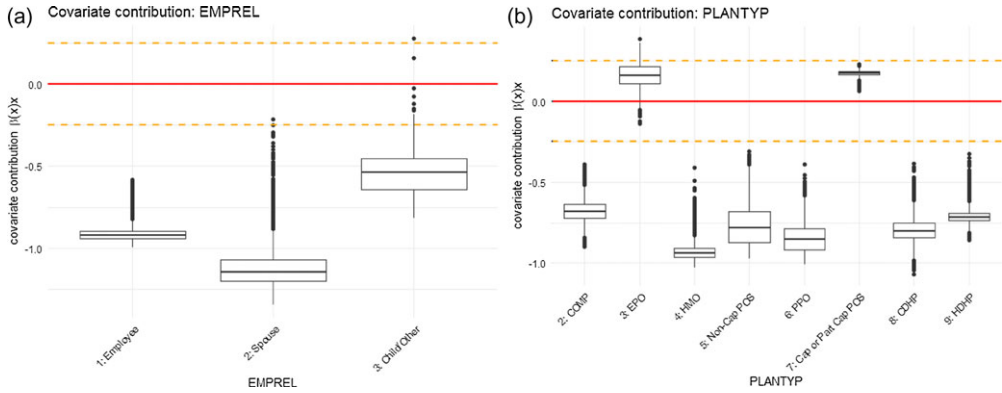 (a)
Covariate contribution: EMPREL
covariate contribution |β(x)x
0.0
-0.5
-1.0
1: Employee
2: Spouse
3: Child/Other
EMPREL
(b)
Covariate contribution: PLANTYP
covariate contribution |β(x)x
0.0
-0.5
-1.0
2: COMP
3: EPO
4: HMO
5: Non-Cap POS
6: PPO
7: Cap or Part Cap POS
8: CDHP
9: HDHP
PLANTYP